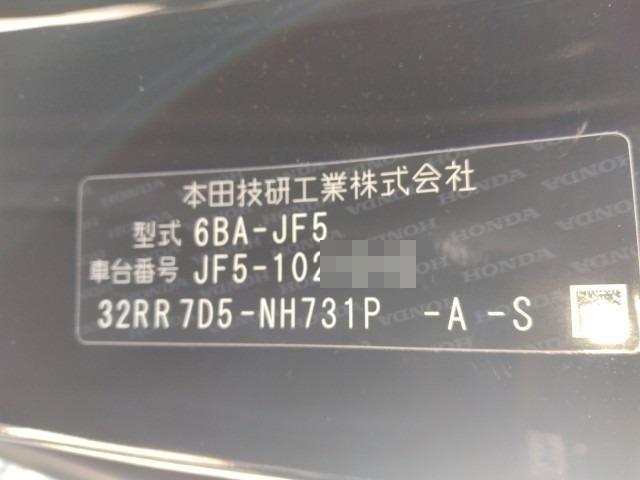 本田技研工業株式会社
型式 6BA-JF5
車台番号 JF5-102
32RR 7D5-NH731P -A -S